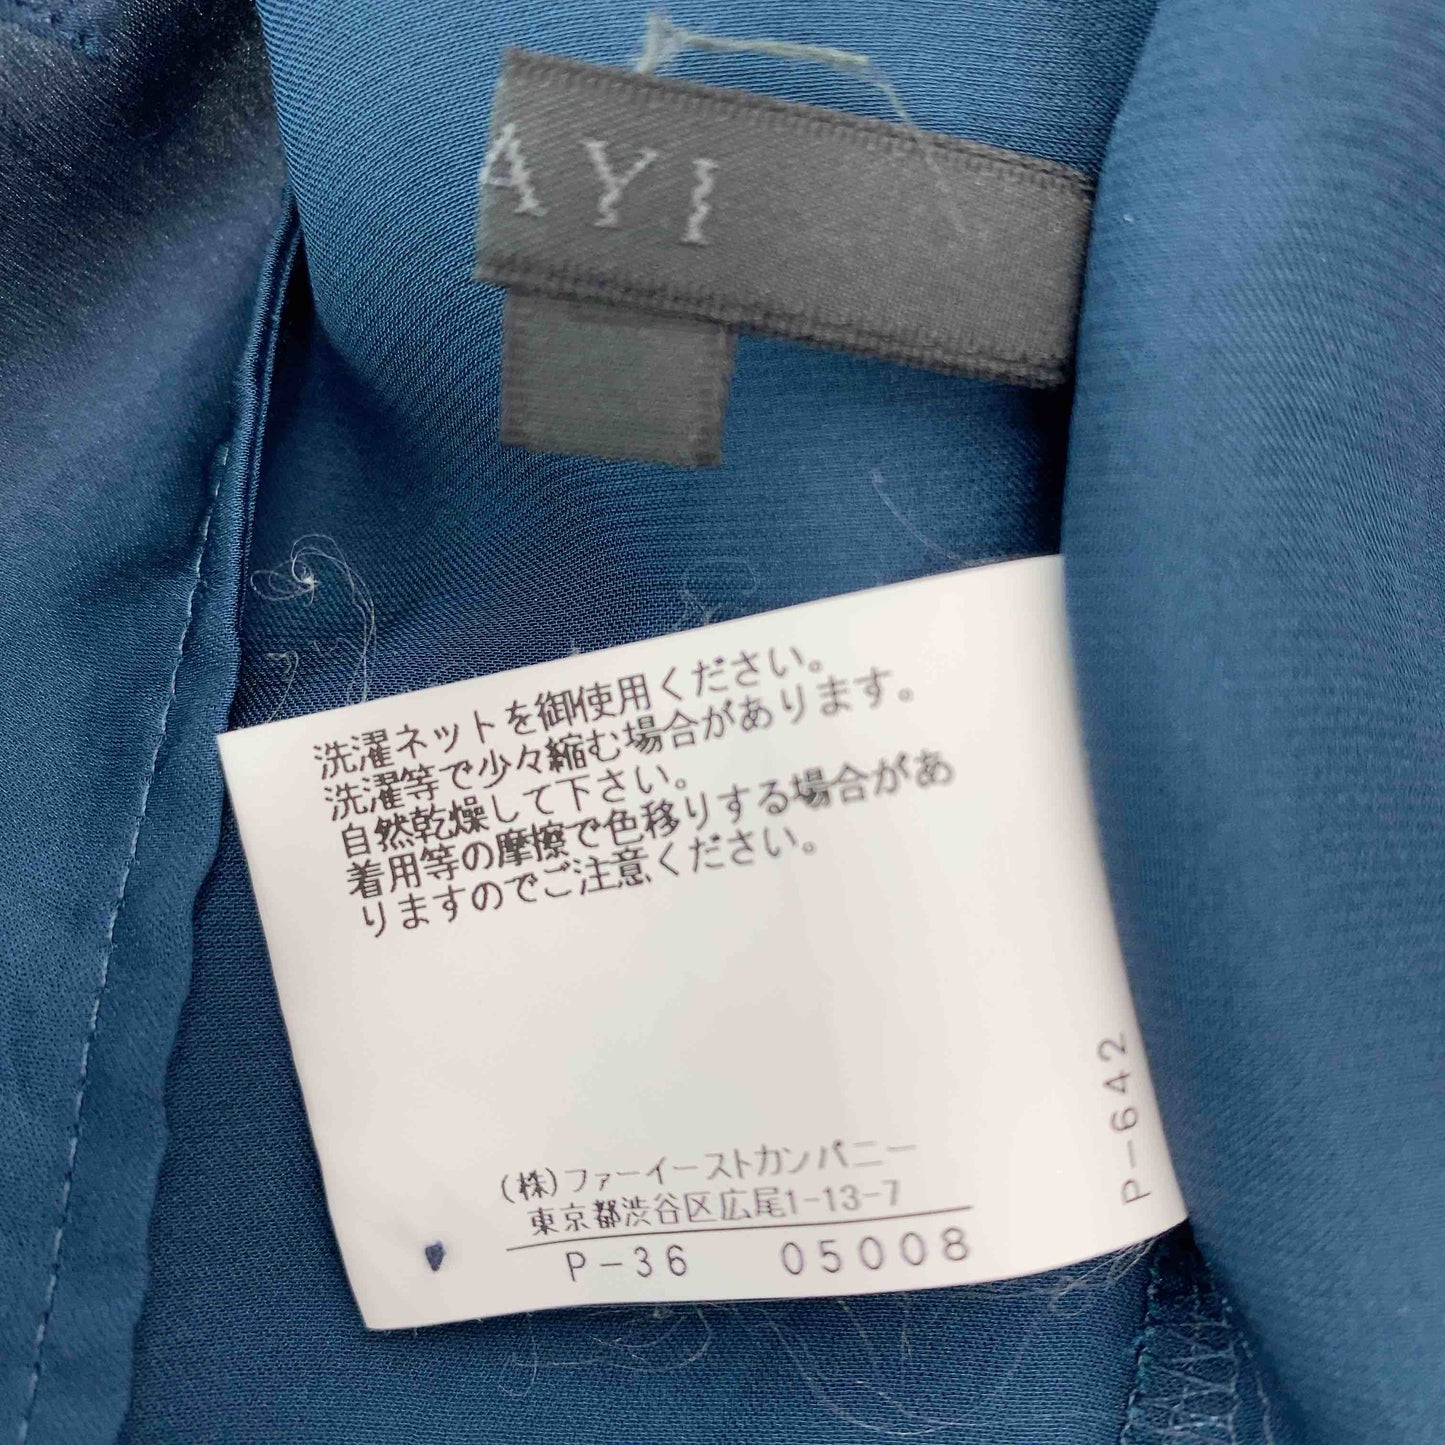 AYI
洗濯ネットを御使用ください。
洗濯等で少々縮む場合があります。
自然乾燥して下さい。
着用等の摩擦で色移りする場合があ
りますのでご注意ください。
(株)ファーイーストカンパニー
東京都渋谷区広尾1-13-7
P-36 05008
P-642